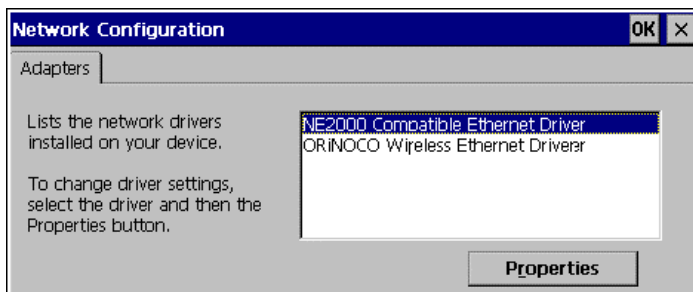 Network Configuration OK ×
Adapters
Lists the network drivers
installed on your device.
To change driver settings,
select the driver and then the
Properties button.
NE2000 Compatible Ethernet Driver
ORiNOCO Wireless Ethernet Driverer
Properties